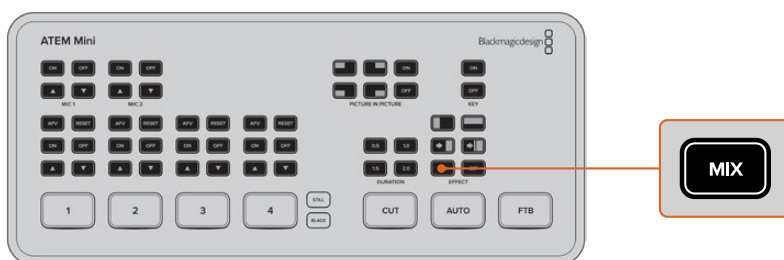 ATEM Mini
Blackmagicdesign
ON OFF ON OFF ON ON
▲ ▼ ▲ ▼ OFF OFF
MIC 1 MIC 2 PICTURE IN PICTURE KEY
AFV RESET AFV RESET AFV RESET AFV RESET
ON OFF ON OFF ON OFF ON OFF 0.5 1.0
▲ ▼ ▲ ▼ ▲ ▼ ▲ ▼ 1.5 2.0
DURATION EFFECT
MIX
1 2 3 4 STILL CUT AUTO FTB
BLACK